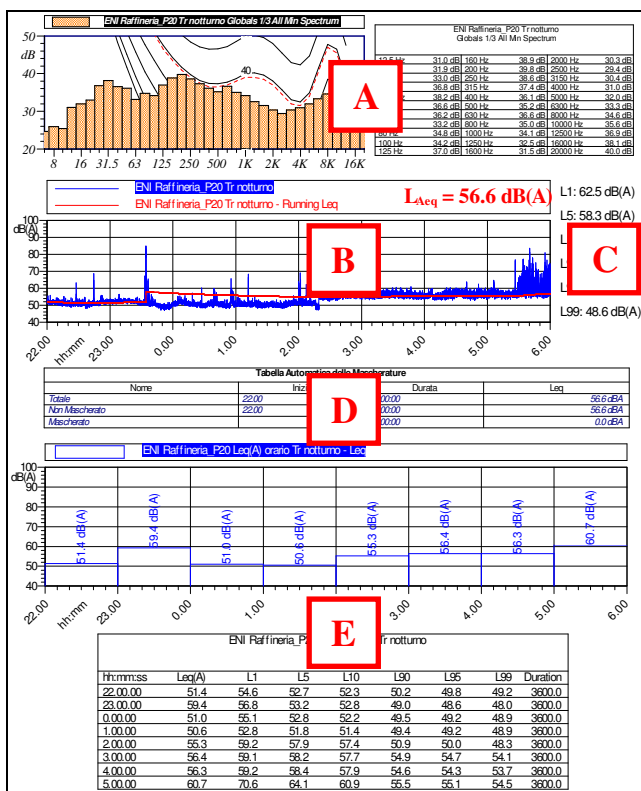 ENI Raffineria_P20 Tr notturno Globals 1/3 All Min Spectrum
50
dB
40
30
20
40
8 16 31.5 63 125 250 500 1K 2K 4K 8K 16K
A
ENI Raffineria_P20 Tr notturno
Globals 1/3 All Min Spectrum
12.5 Hz 31.0 dB 160 Hz 38.9 dB 2000 Hz 30.3 dB
31.9 dB 200 Hz 39.8 dB 2500 Hz 29.4 dB
33.0 dB 250 Hz 38.6 dB 3150 Hz 30.4 dB
36.8 dB 315 Hz 37.4 dB 4000 Hz 31.0 dB
38.2 dB 400 Hz 36.1 dB 5000 Hz 32.0 dB
36.6 dB 500 Hz 35.2 dB 6300 Hz 33.3 dB
36.2 dB 630 Hz 36.6 dB 8000 Hz 34.6 dB
33.2 dB 800 Hz 35.0 dB 10000 Hz 35.6 dB
80 Hz 34.8 dB 1000 Hz 34.1 dB 12500 Hz 36.9 dB
100 Hz 34.2 dB 1250 Hz 32.5 dB 16000 Hz 38.1 dB
125 Hz 37.0 dB 1600 Hz 31.5 dB 20000 Hz 40.0 dB
ENI Raffineria_P20 Tr notturno
ENI Raffineria_P20 Tr notturno - Running Leq
LAeq = 56.6 dB(A)
dB(A)
100
90
80
70
60
50
40
22.00 hh:mm 23.00 0.00 1.00 2.00 3.00 4.00 5.00 6.00
B
L1: 62.5 dB(A)
L5: 58.3 dB(A)
C
L99: 48.6 dB(A)
Tabella Automatica delle Mascherature
Nome Inizi Durata Leq
Totale 22.00 00:00 56.6 dBA
Non Mascherato 22.00 00:00 56.6 dBA
Mascherato 00:00 0.0 dBA
D
ENI Raffineria_P20 Leq(A) orario Tr notturno - Leq
dB(A)
100
90
80
70
60
50
40
51.4 dB(A) 59.4 dB(A) 51.0 dB(A) 50.6 dB(A) 55.3 dB(A) 56.4 dB(A) 56.3 dB(A) 60.7 dB(A)
22.00 hh:mm 23.00 0.00 1.00 2.00 3.00 4.00 5.00 6.00
E
ENI Raffineria_P2 Tr notturno
hh:mm:ss Leq(A) L1 L5 L10 L90 L95 L99 Duration
22.00.00 51.4 54.6 52.7 52.3 50.2 49.8 49.2 3600.0
23.00.00 59.4 56.8 53.2 52.8 49.0 48.6 48.0 3600.0
0.00.00 51.0 55.1 52.8 52.2 49.5 49.2 48.9 3600.0
1.00.00 50.6 52.8 51.8 51.4 49.4 49.2 48.9 3600.0
2.00.00 55.3 59.2 57.9 57.4 50.9 50.0 48.3 3600.0
3.00.00 56.4 59.1 58.2 57.7 54.9 54.7 54.1 3600.0
4.00.00 56.3 59.2 58.4 57.9 54.6 54.3 53.7 3600.0
5.00.00 60.7 70.6 64.1 60.9 55.5 55.1 54.5 3600.0